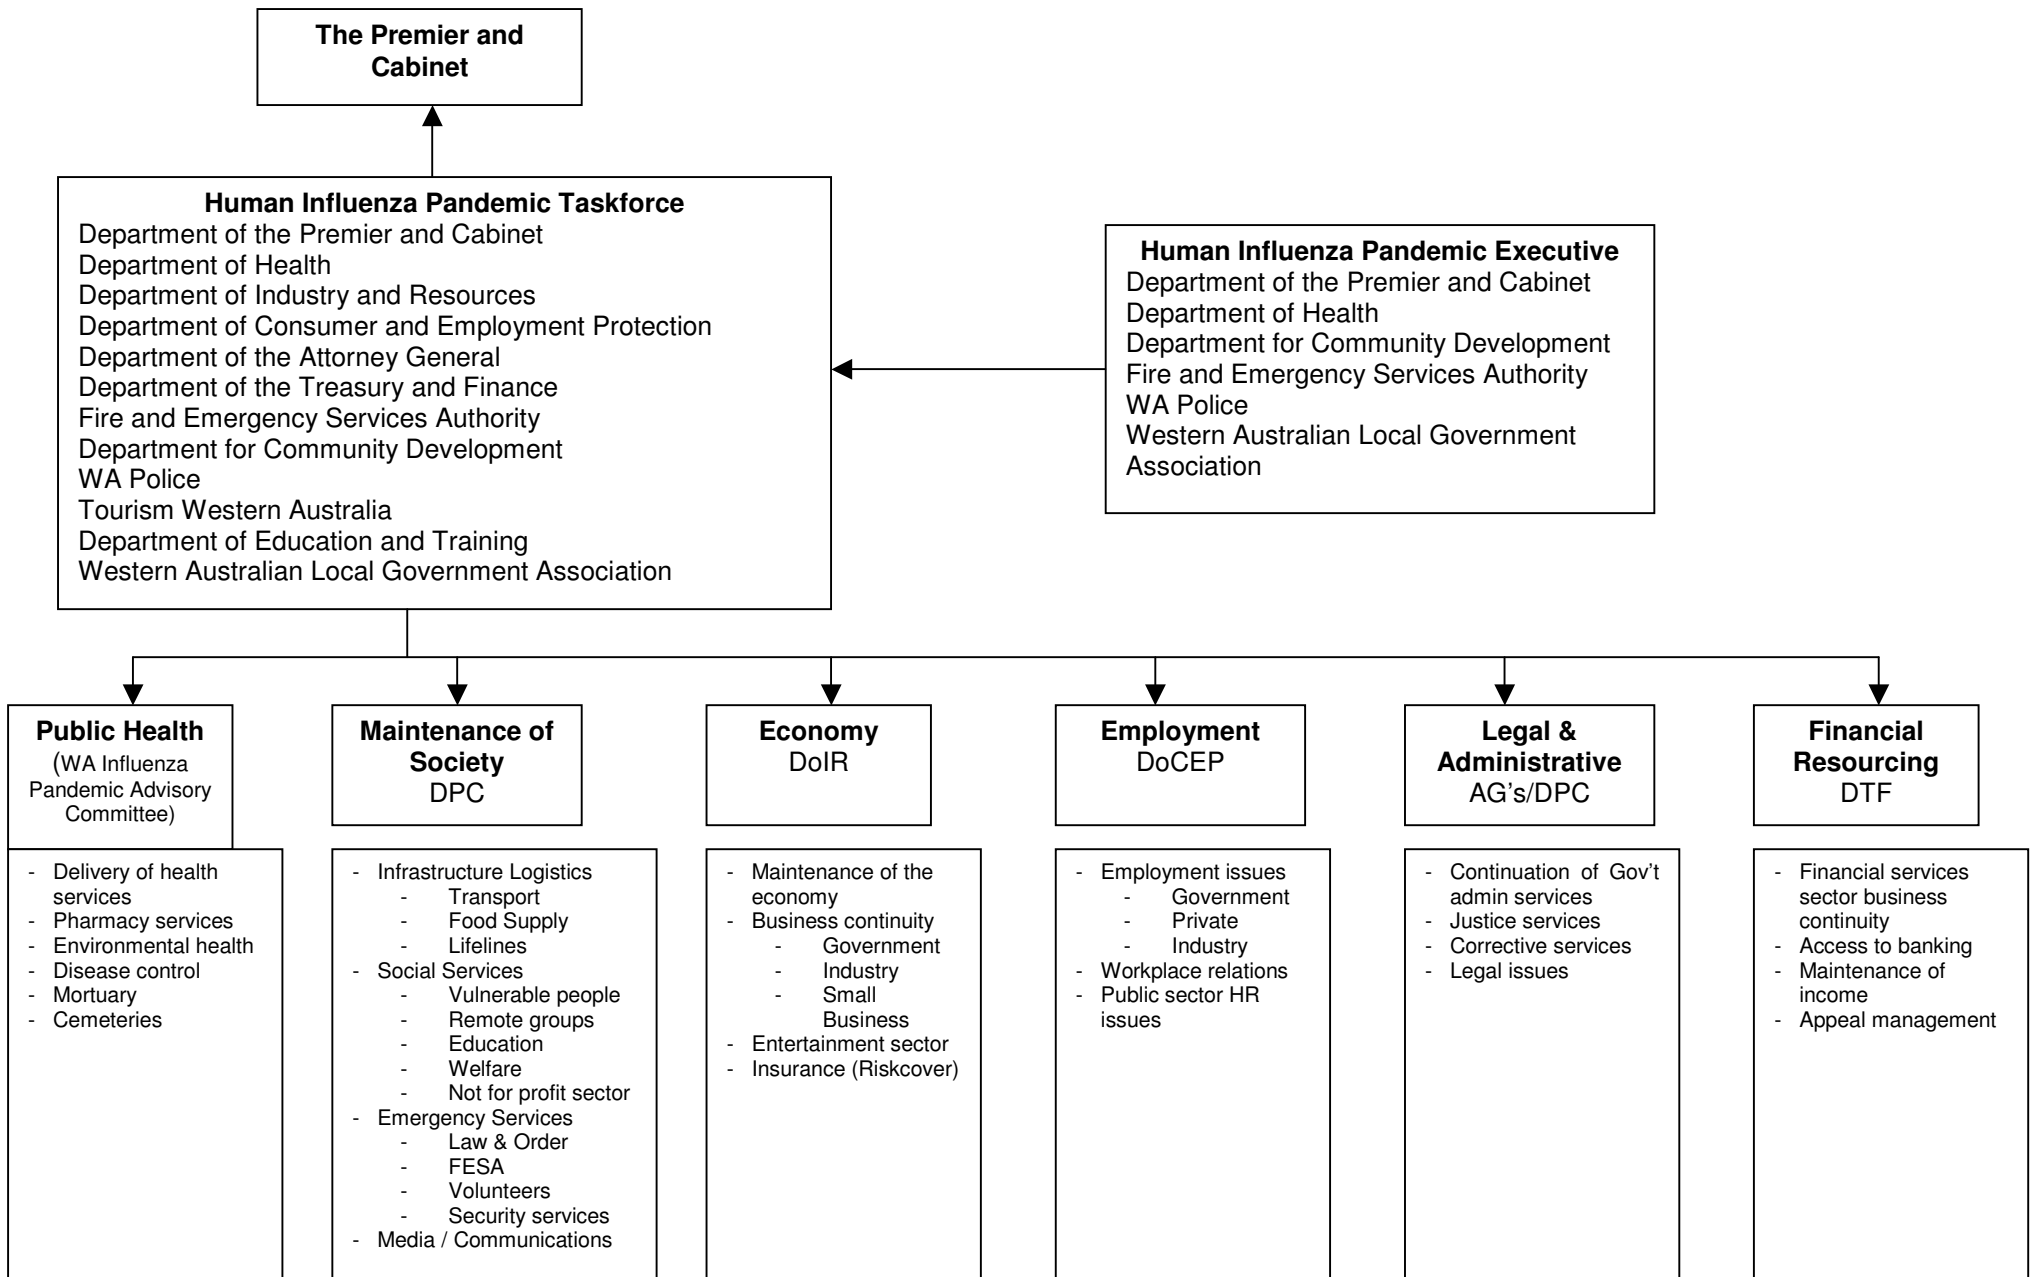 The Premier and
Cabinet
Human Influenza Pandemic Taskforce
Department of the Premier and Cabinet
Department of Health
Department of Industry and Resources
Department of Consumer and Employment Protection
Department of the Attorney General
Department of the Treasury and Finance
Fire and Emergency Services Authority
Department for Community Development
WA Police
Tourism Western Australia
Department of Education and Training
Western Australian Local Government Association
Human Influenza Pandemic Executive
Department of the Premier and Cabinet
Department of Health
Department for Community Development
Fire and Emergency Services Authority
WA Police
Western Australian Local Government
Association
Public Health
(WA Influenza
Pandemic Advisory
Committee)
- Delivery of health
services
- Pharmacy services
- Environmental health
- Disease control
- Mortuary
- Cemeteries
Maintenance of
Society
DPC
- Infrastructure Logistics
- Transport
- Food Supply
- Lifelines
- Social Services
- Vulnerable people
- Remote groups
- Education
- Welfare
- Not for profit sector
- Emergency Services
- Law & Order
- FESA
- Volunteers
- Security services
- Media / Communications
Economy
DoIR
- Maintenance of the
economy
- Business continuity
- Government
- Industry
- Small
Business
- Entertainment sector
- Insurance (Riskcover)
Employment
DoCEP
- Employment issues
- Government
- Private
- Industry
- Workplace relations
- Public sector HR
issues
Legal &
Administrative
AG's/DPC
- Continuation of Gov't
admin services
- Justice services
- Corrective services
- Legal issues
Financial
Resourcing
DTF
- Financial services
sector business
continuity
- Access to banking
- Maintenance of
income
- Appeal management